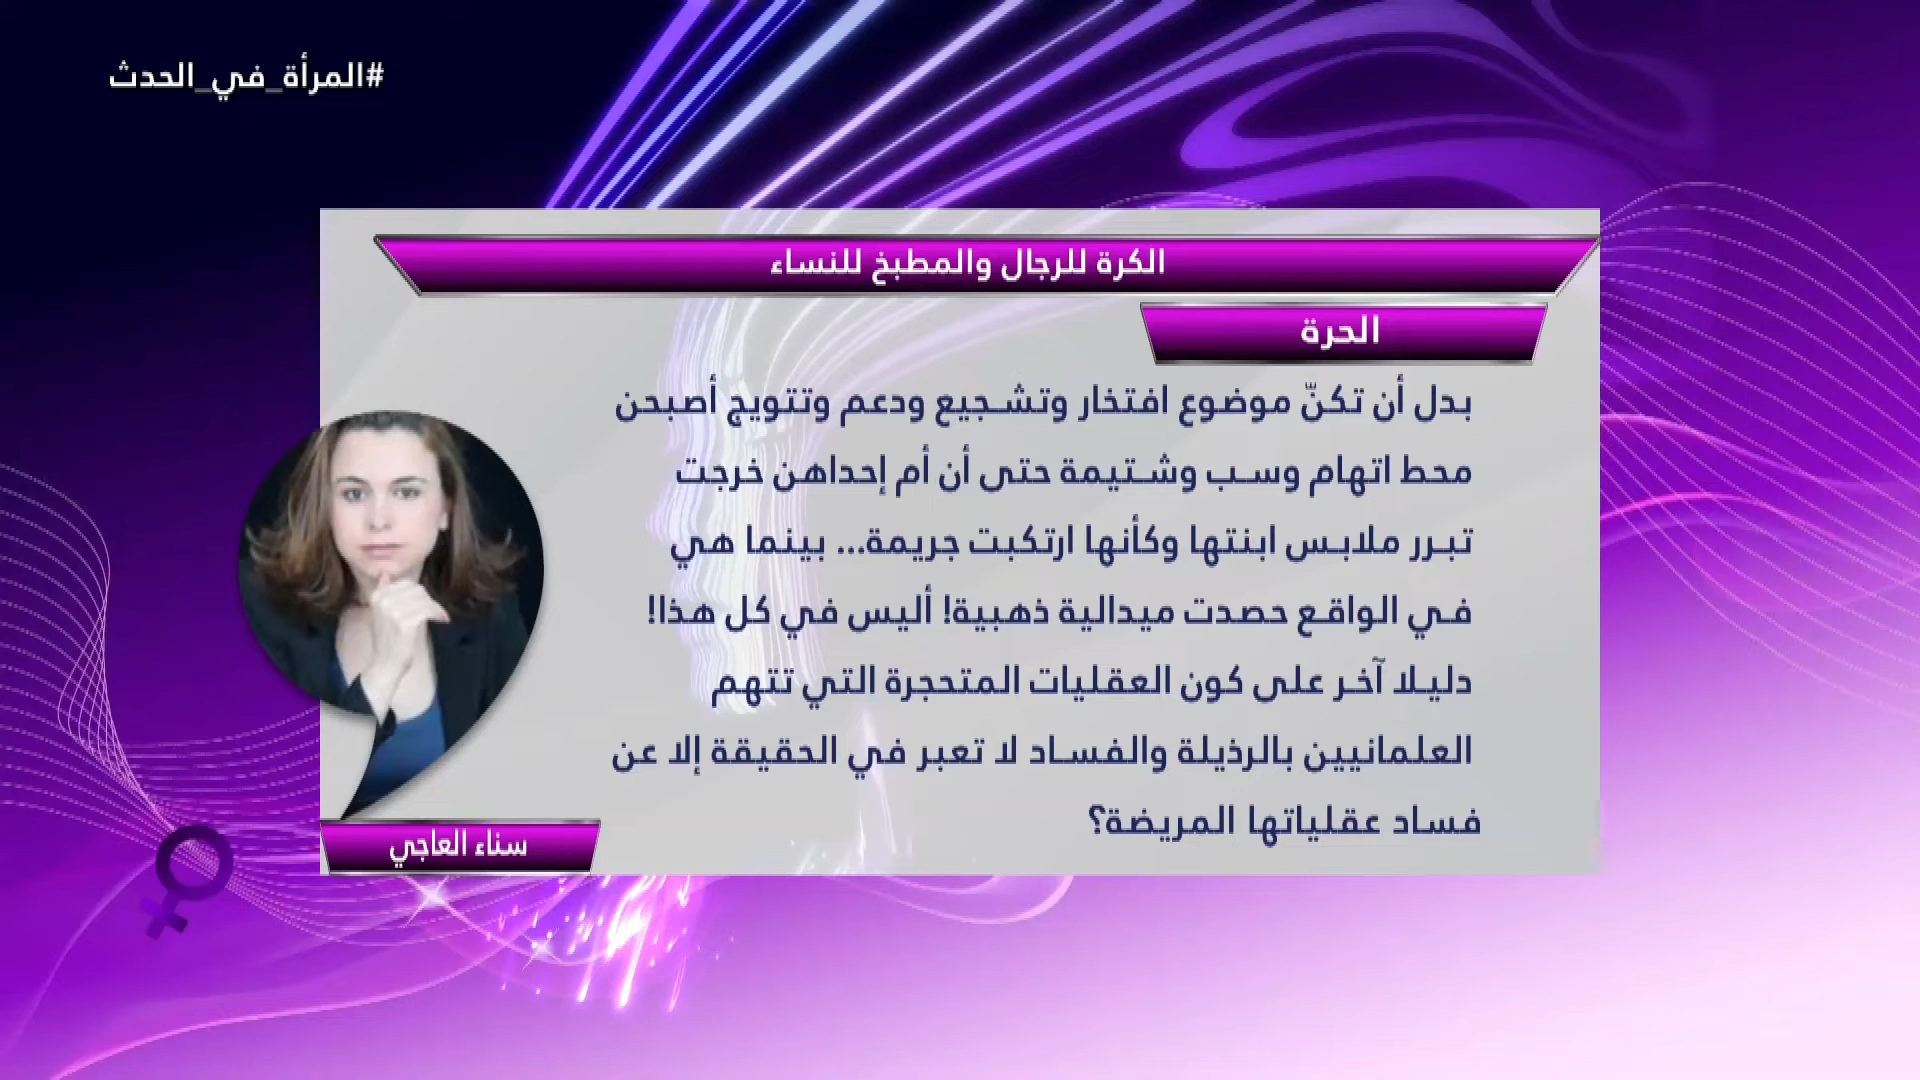 #المرأة_في_الحدث
الكرة للرجال والمطبخ للنساء
الحرة
بدل أن تكنّ موضوع افتخار وتشجيع ودعم وتتويج أصبحن
محط اتهام وسب وشتيمة حتى أن أم إحداهن خرجت
تبرر ملابس ابنتها وكأنها ارتكبت جريمة... بينما هي
في الواقع حصدت ميدالية ذهبية! أليس في كل هذا!
دليلا آخر على كون العقليات المتحجرة التي تتهم
العلمانيين بالرذيلة والفساد لا تعبر في الحقيقة إلا عن
فساد عقلياتها المريضة؟
سناء العاجي